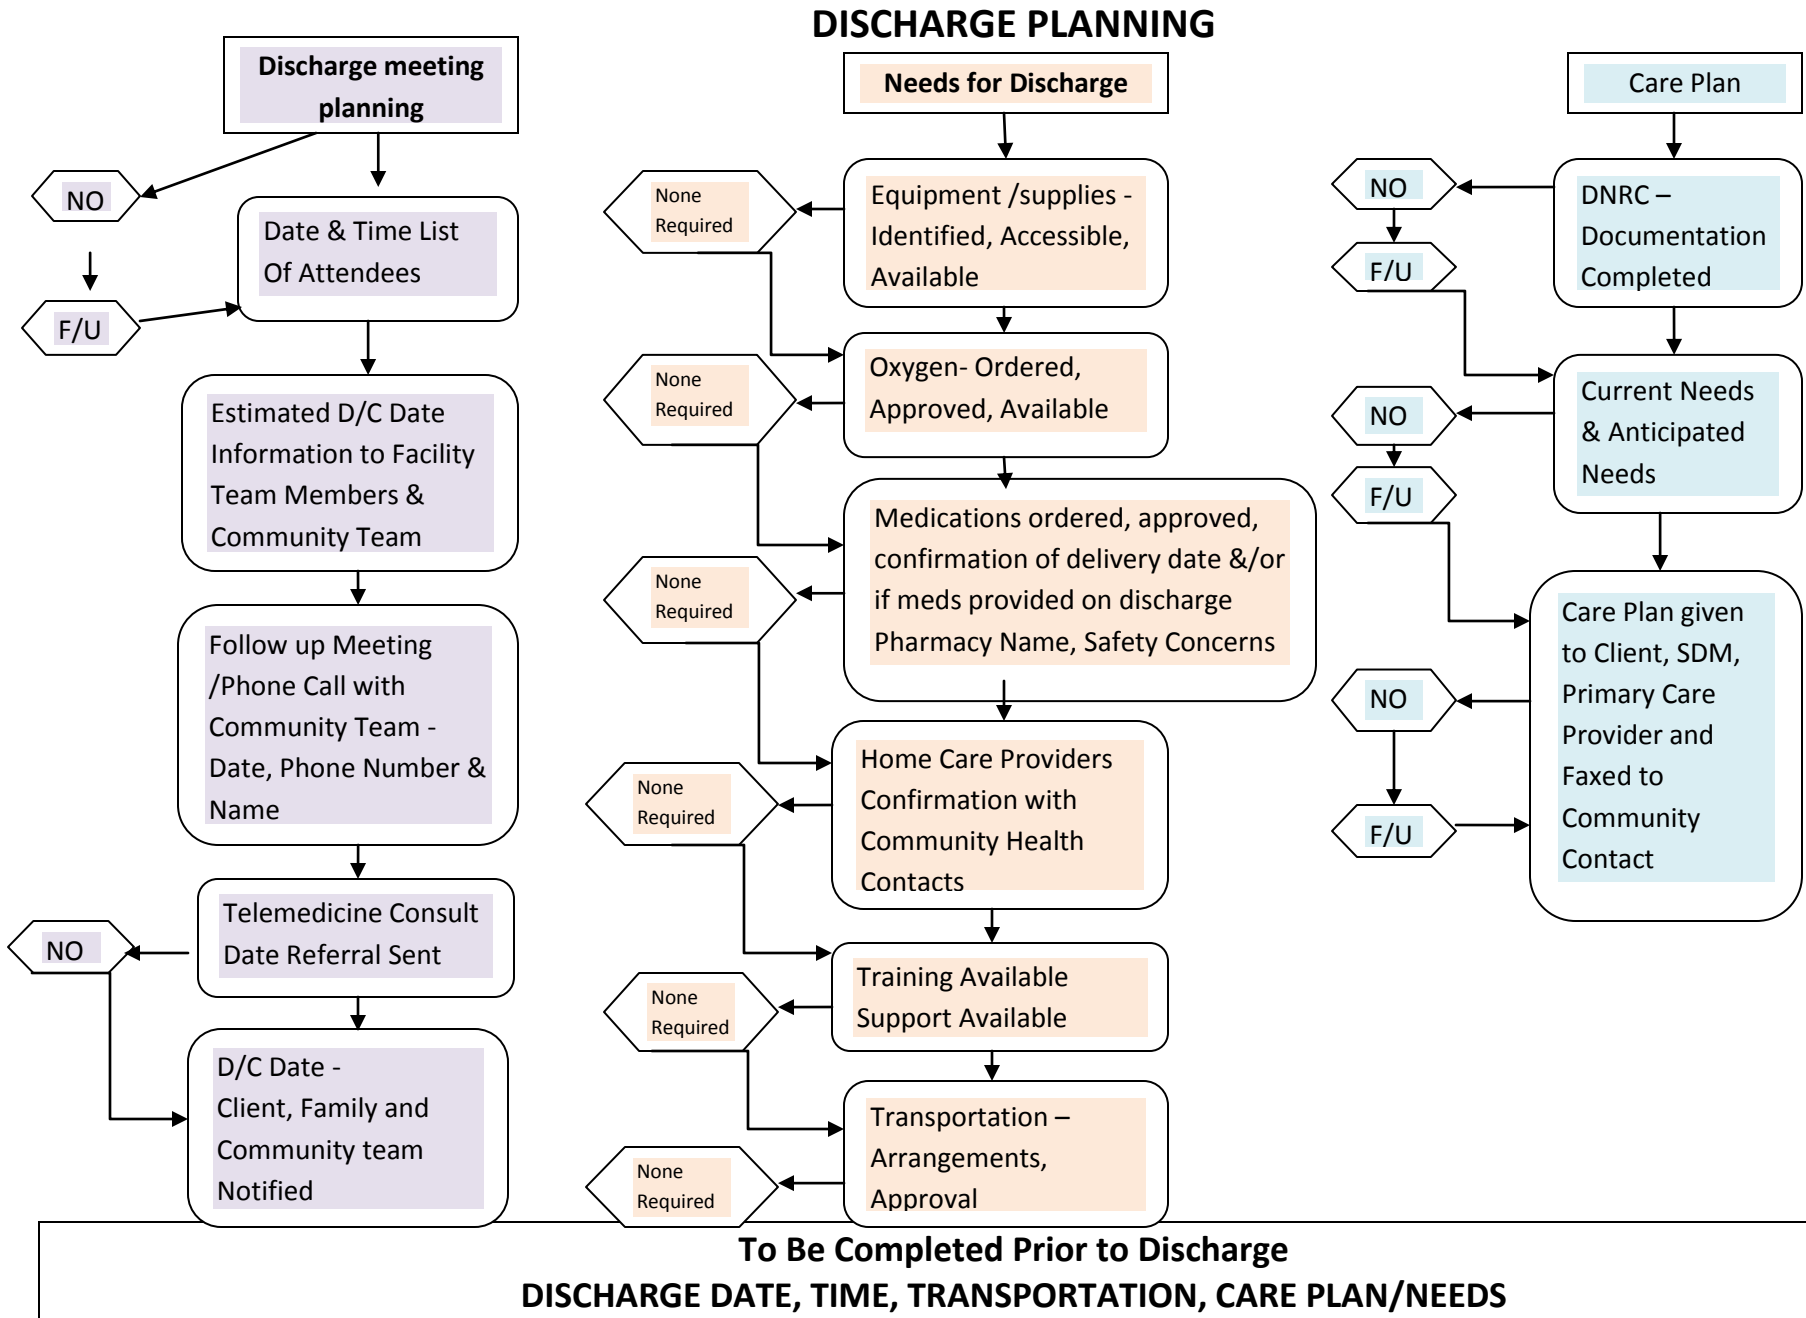 DISCHARGE PLANNING
Discharge meeting
planning
NO
F/U
Date & Time List
Of Attendees
Estimated D/C Date
Information to Facility
Team Members &
Community Team
Follow up Meeting
/Phone Call with
Community Team -
Date, Phone Number &
Name
Telemedicine Consult
Date Referral Sent
NO
D/C Date -
Client, Family and
Community team
Notified
Needs for Discharge
Equipment /supplies -
Identified, Accessible,
Available
None
Required
Oxygen- Ordered,
Approved, Available
None
Required
Medications ordered, approved,
confirmation of delivery date &/or
if meds provided on discharge
Pharmacy Name, Safety Concerns
None
Required
Home Care Providers
Confirmation with
Community Health
Contacts
None
Required
Training Available
Support Available
None
Required
Transportation –
Arrangements,
Approval
None
Required
Care Plan
DNRC –
Documentation
Completed
NO
F/U
Current Needs
& Anticipated
Needs
NO
F/U
Care Plan given
to Client, SDM,
Primary Care
Provider and
Faxed to
Community
Contact
NO
F/U
To Be Completed Prior to Discharge
DISCHARGE DATE, TIME, TRANSPORTATION, CARE PLAN/NEEDS